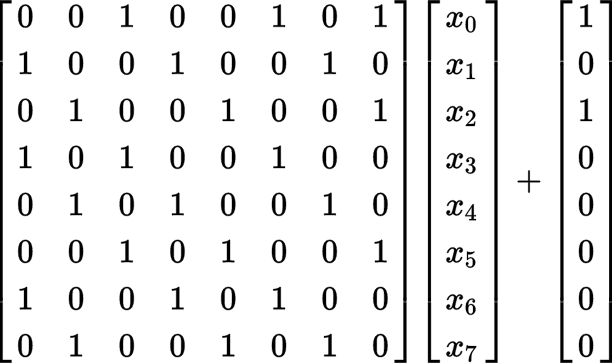 0 0 1 0 0 1 0 1 x₀ 1
1 0 0 1 0 0 1 0 x₁ 0
0 1 0 0 1 0 0 1 x₂ 1
1 0 1 0 0 1 0 0 x₃ 0
+
0 1 0 1 0 0 1 0 x₄ 0
0 0 1 0 1 0 0 1 x₅ 0
1 0 0 1 0 1 0 0 x₆ 0
0 1 0 0 1 0 1 0 x₇ 0